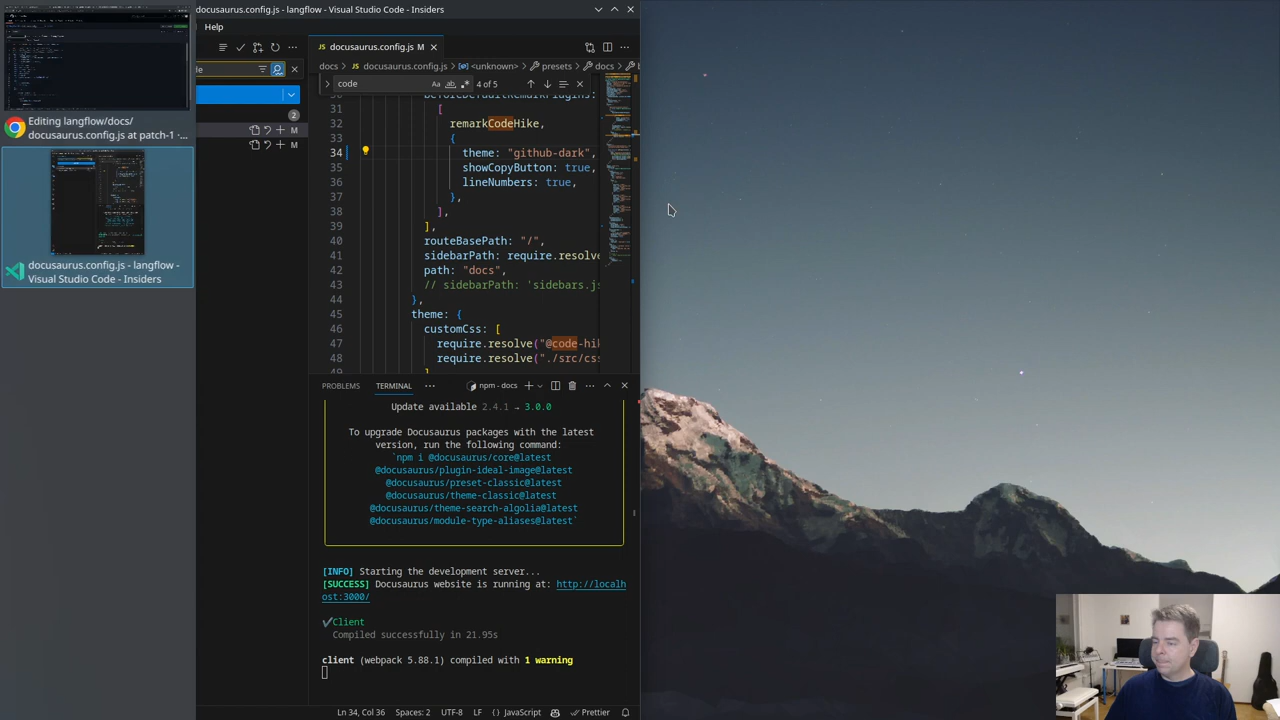 Editing langflow/docs/
docusaurus.config.js at patch-1 · ...
docusaurus.config.js - langflow -
Visual Studio Code - Insiders
docusaurus.config.js - langflow - Visual Studio Code - Insiders
Help
docusaurus.config.js M
docs
docusaurus.config.js
<unknown>
presets
docs
de
code
Aa
ab
4 of 5
2
M
M
beforeDefaultRemarkPlugins:
31 [
32 remarkCodeHike,
33 {
34 theme: "github-dark",
35 showCopyButton: true,
36 lineNumbers: true,
37 },
38 ],
39 ],
40 routeBasePath: "/",
41 sidebarPath: require.resolve
42 path: "docs",
43 // sidebarPath: 'sidebars.js
44 },
45 theme: {
46 customCss: [
47 require.resolve("@code-hik
48 require.resolve("./src/css
49 ]
PROBLEMS
TERMINAL
npm - docs
Update available 2.4.1 → 3.0.0
To upgrade Docusaurus packages with the latest
version, run the following command:
`npm i @docusaurus/core@latest
@docusaurus/plugin-ideal-image@latest
@docusaurus/preset-classic@latest
@docusaurus/theme-classic@latest
@docusaurus/theme-search-algolia@latest
@docusaurus/module-type-aliases@latest`
[INFO] Starting the development server...
[SUCCESS] Docusaurus website is running at: http://localh
ost:3000/
Client
Compiled successfully in 21.95s
client (webpack 5.88.1) compiled with 1 warning
Ln 34, Col 36
Spaces: 2
UTF-8
LF
{} JavaScript
Prettier